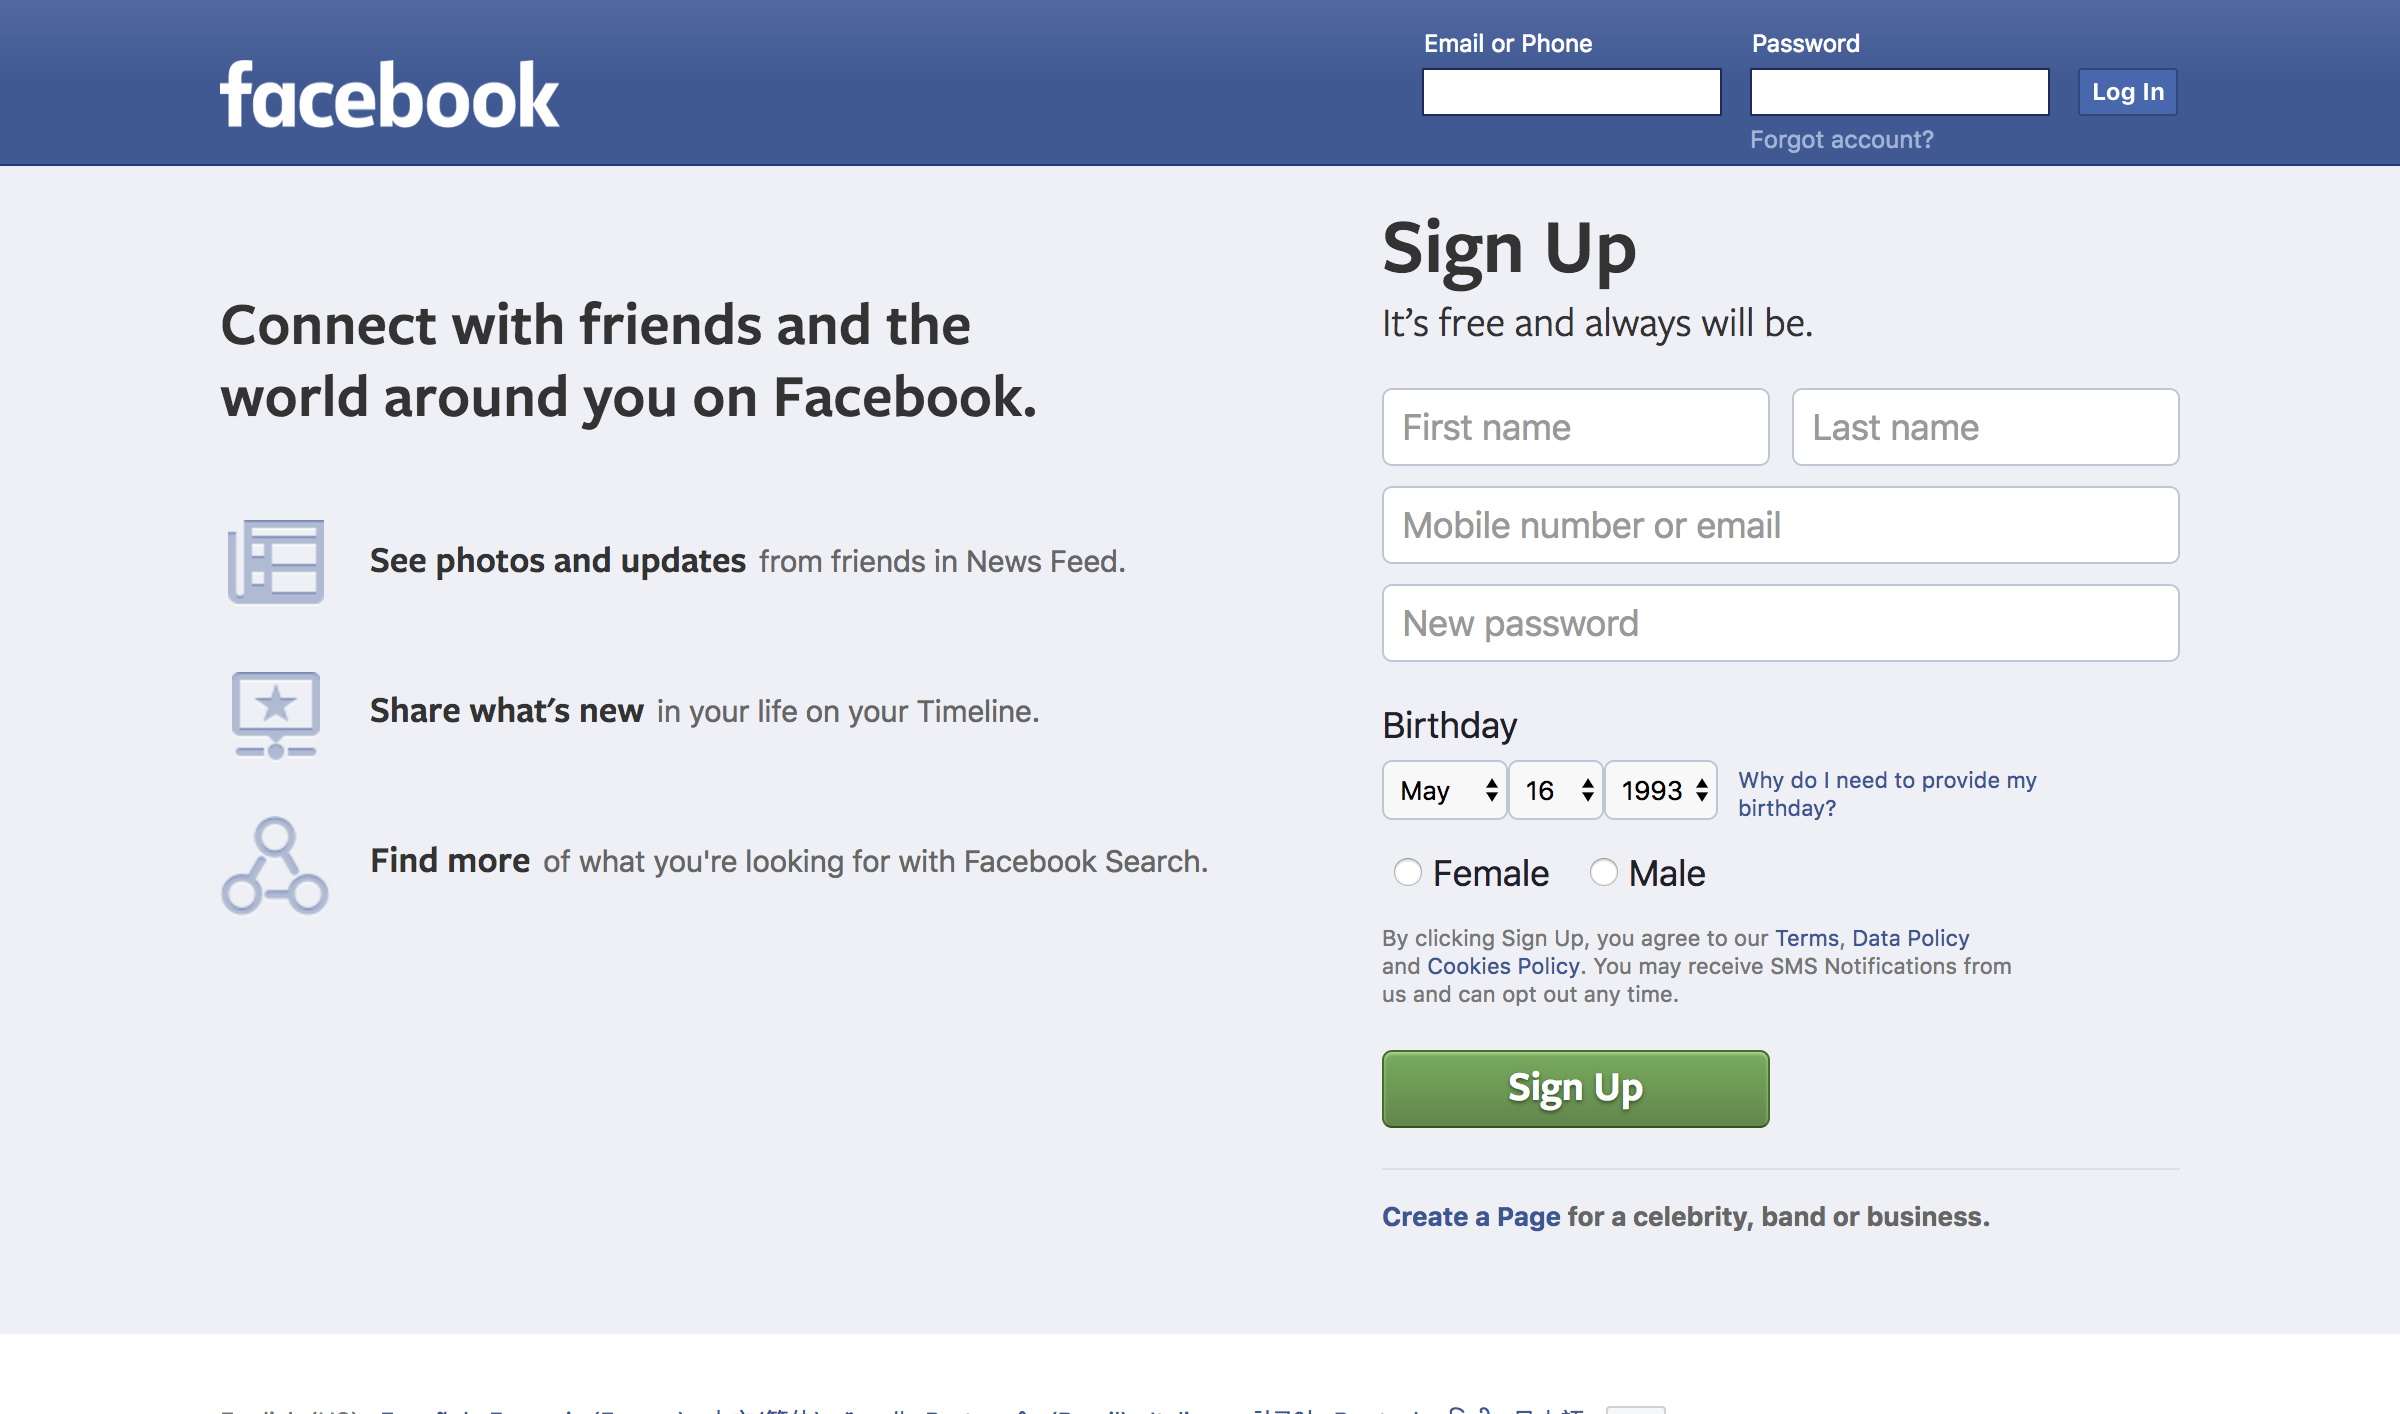 facebook
Email or Phone
Password
Log In
Forgot account?
Connect with friends and the
world around you on Facebook.
See photos and updates from friends in News Feed.
Share what's new in your life on your Timeline.
Find more of what you're looking for with Facebook Search.
Sign Up
It’s free and always will be.
First name
Last name
Mobile number or email
New password
Birthday
May
16
1993
Why do I need to provide my
birthday?
Female
Male
By clicking Sign Up, you agree to our Terms, Data Policy
and Cookies Policy. You may receive SMS Notifications from
us and can opt out any time.
Sign Up
Create a Page for a celebrity, band or business.